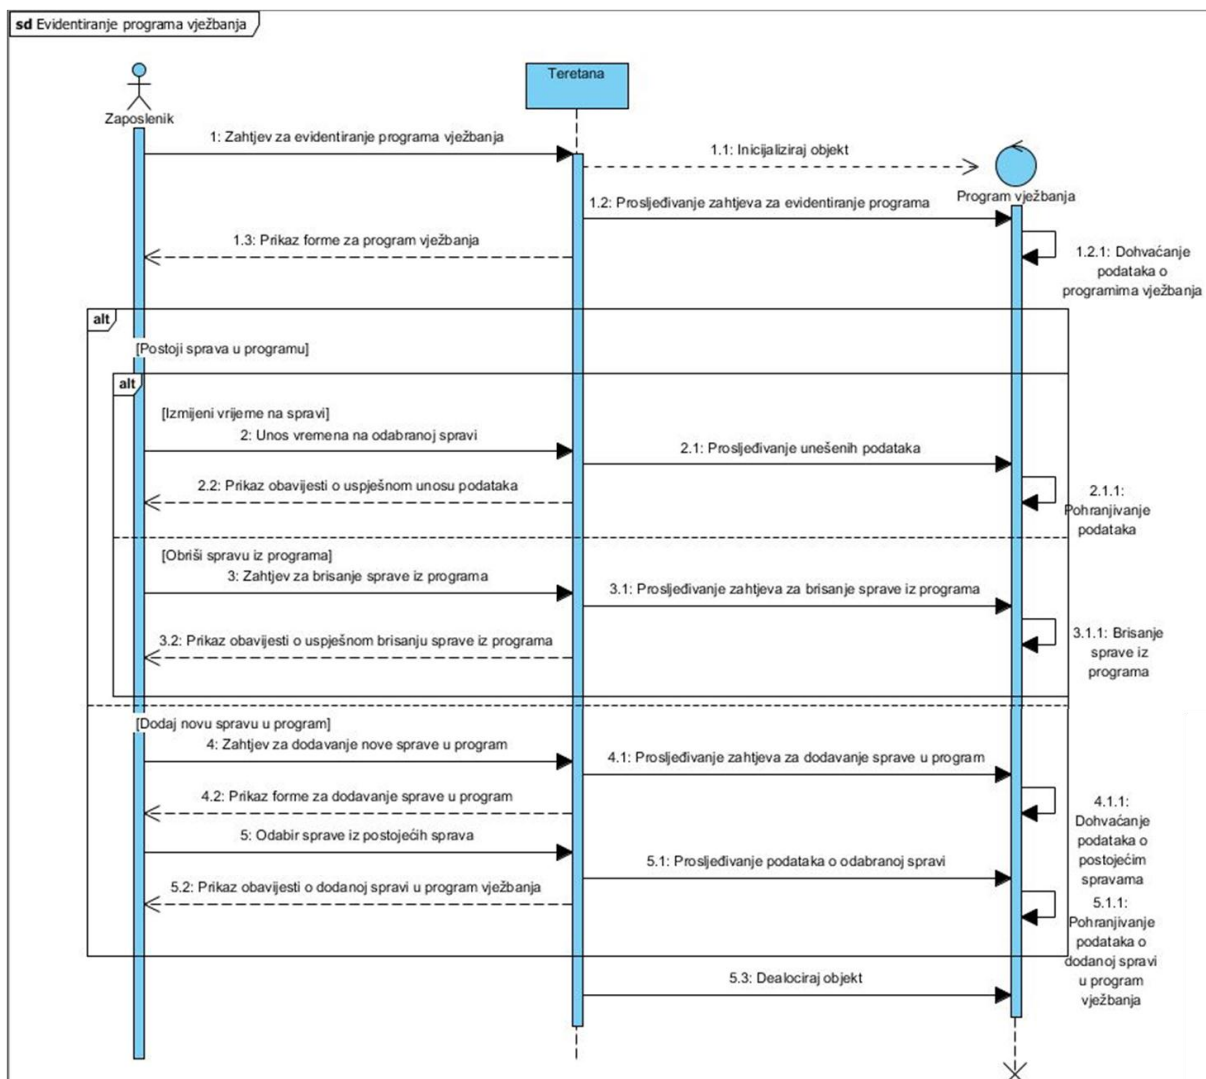 sd Evidentiranje programa vježbanja
Zaposlenik
Teretana
Program vježbanja
1: Zahtjev za evidentiranje programa vježbanja
1.1: Inicijaliziraj objekt
1.2: Prosljeđivanje zahtjeva za evidentiranje programa
1.3: Prikaz forme za program vježbanja
1.2.1: Dohvaćanje
podataka o
programima vježbanja
alt
[Postoji sprava u programu]
alt
[Izmijeni vrijeme na spravi]
2: Unos vremena na odabranoj spravi
2.1: Prosljeđivanje unešenih podataka
2.2: Prikaz obavijesti o uspješnom unosu podataka
2.1.1:
Pohranjivanje
podataka
[Obriši spravu iz programa]
3: Zahtjev za brisanje sprave iz programa
3.1: Prosljeđivanje zahtjeva za brisanje sprave iz programa
3.2: Prikaz obavijesti o uspješnom brisanju sprave iz programa
3.1.1: Brisanje
sprave iz
programa
[Dodaj novu spravu u program]
4: Zahtjev za dodavanje nove sprave u program
4.1: Prosljeđivanje zahtjeva za dodavanje sprave u program
4.2: Prikaz forme za dodavanje sprave u program
4.1.1:
Dohvaćanje
podataka o
postojećim
spravama
5: Odabir sprave iz postojećih sprava
5.1: Prosljeđivanje podataka o odabranoj spravi
5.2: Prikaz obavijesti o dodanoj spravi u program vježbanja
5.1.1:
Pohranjivanje
podataka o
dodanoj spravi
u program
vježbanja
5.3: Dealociraj objekt